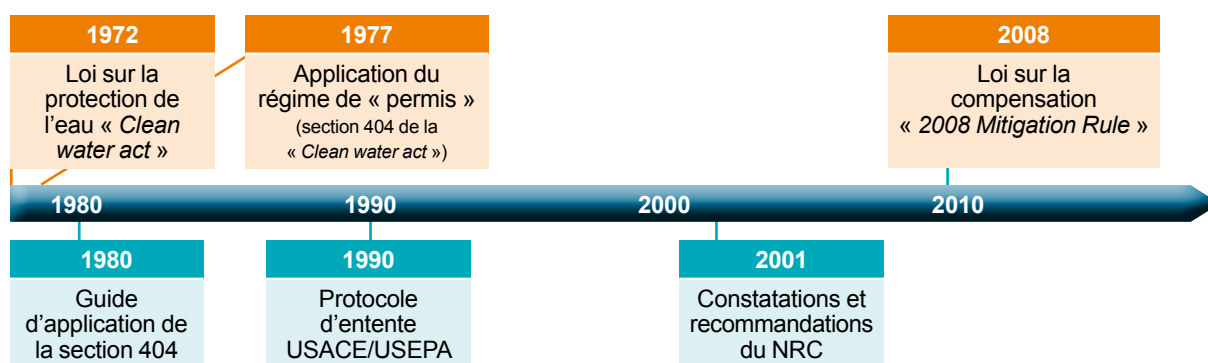 1972
Loi sur la
protection de
l'eau « Clean
water act »
1977
Application du
régime de « permis »
(section 404 de la
« Clean water act »)
2008
Loi sur la
compensation
« 2008 Mitigation Rule »
1980 1990 2000 2010
1980
Guide
d'application de
la section 404
1990
Protocole
d'entente
USACE/USEPA
2001
Constatations et
recommandations
du NRC